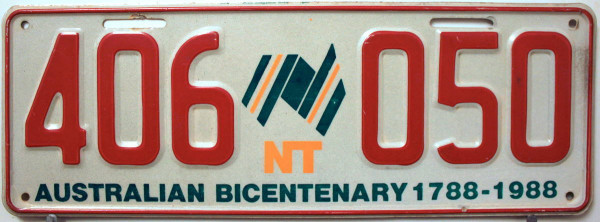 406 050
NT
AUSTRALIAN BICENTENARY 1788-1988